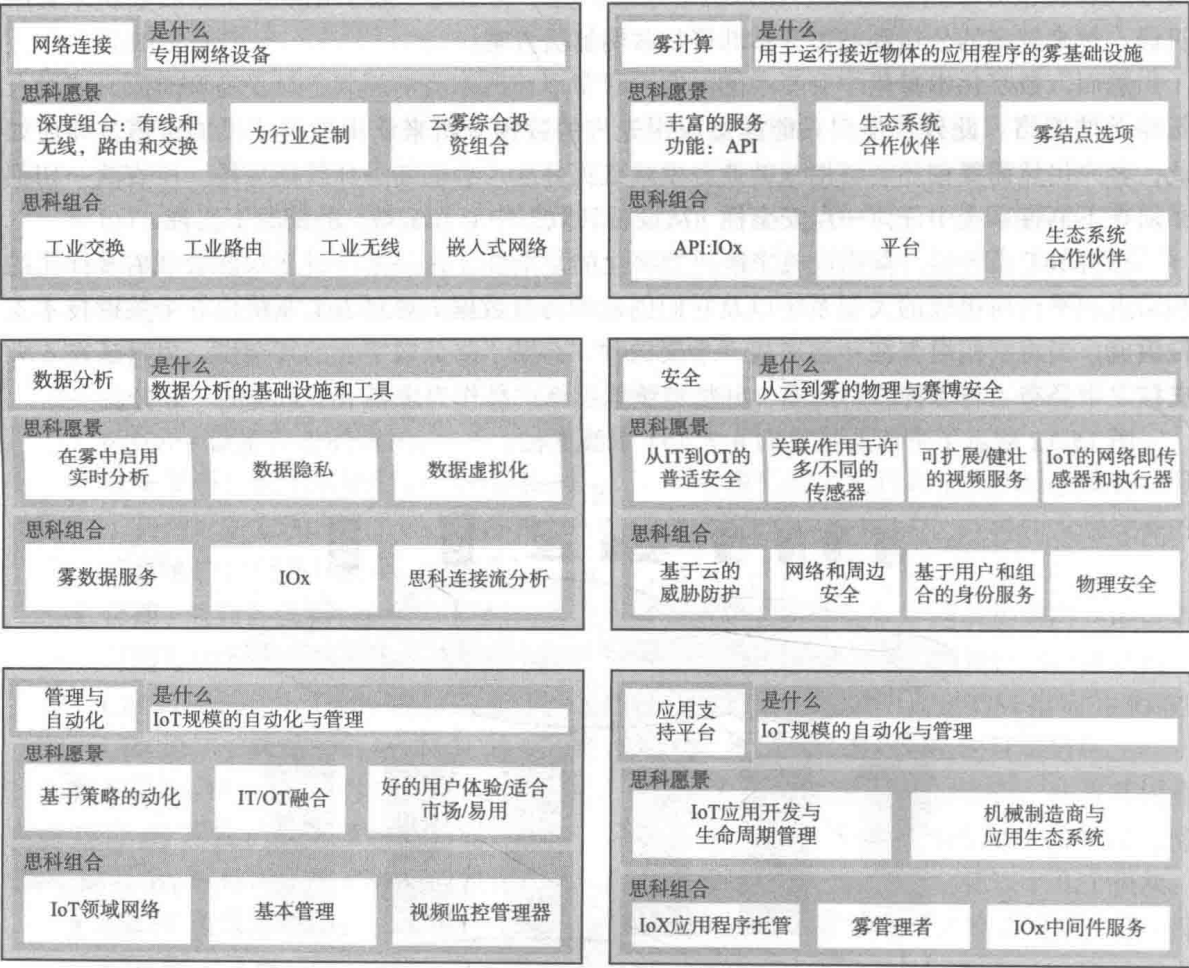 网络连接
是什么
专用网络设备
思科愿景
深度组合：有线和
无线，路由和交换
为行业定制
云雾综合投
资组合
思科组合
工业交换
工业路由
工业无线
嵌入式网络
雾计算
是什么
用于运行接近物体的应用程序的雾基础设施
思科愿景
丰富的服务
功能：API
生态系统
合作伙伴
雾结点选项
思科组合
API:IOx
平台
生态系统
合作伙伴
数据分析
是什么
数据分析的基础设施和工具
思科愿景
在雾中启用
实时分析
数据隐私
数据虚拟化
思科组合
雾数据服务
IOx
思科连接流分析
安全
是什么
从云到雾的物理与赛博安全
思科愿景
从IT到OT的
普适安全
关联/作用于许
多/不同的
传感器
可扩展/健壮
的视频服务
IoT的网络即传
感器和执行器
思科组合
基于云的
威胁防护
网络和周边
安全
基于用户和组
合的身份服务
物理安全
管理与
自动化
是什么
IoT规模的自动化与管理
思科愿景
基于策略的动化
IT/OT融合
好的用户体验/适合
市场/易用
思科组合
IoT领域网络
基本管理
视频监控管理器
应用支
持平台
是什么
IoT规模的自动化与管理
思科愿景
IoT应用开发与
生命周期管理
机械制造商与
应用生态系统
思科组合
IoX应用程序托管
雾管理者
IOx中间件服务